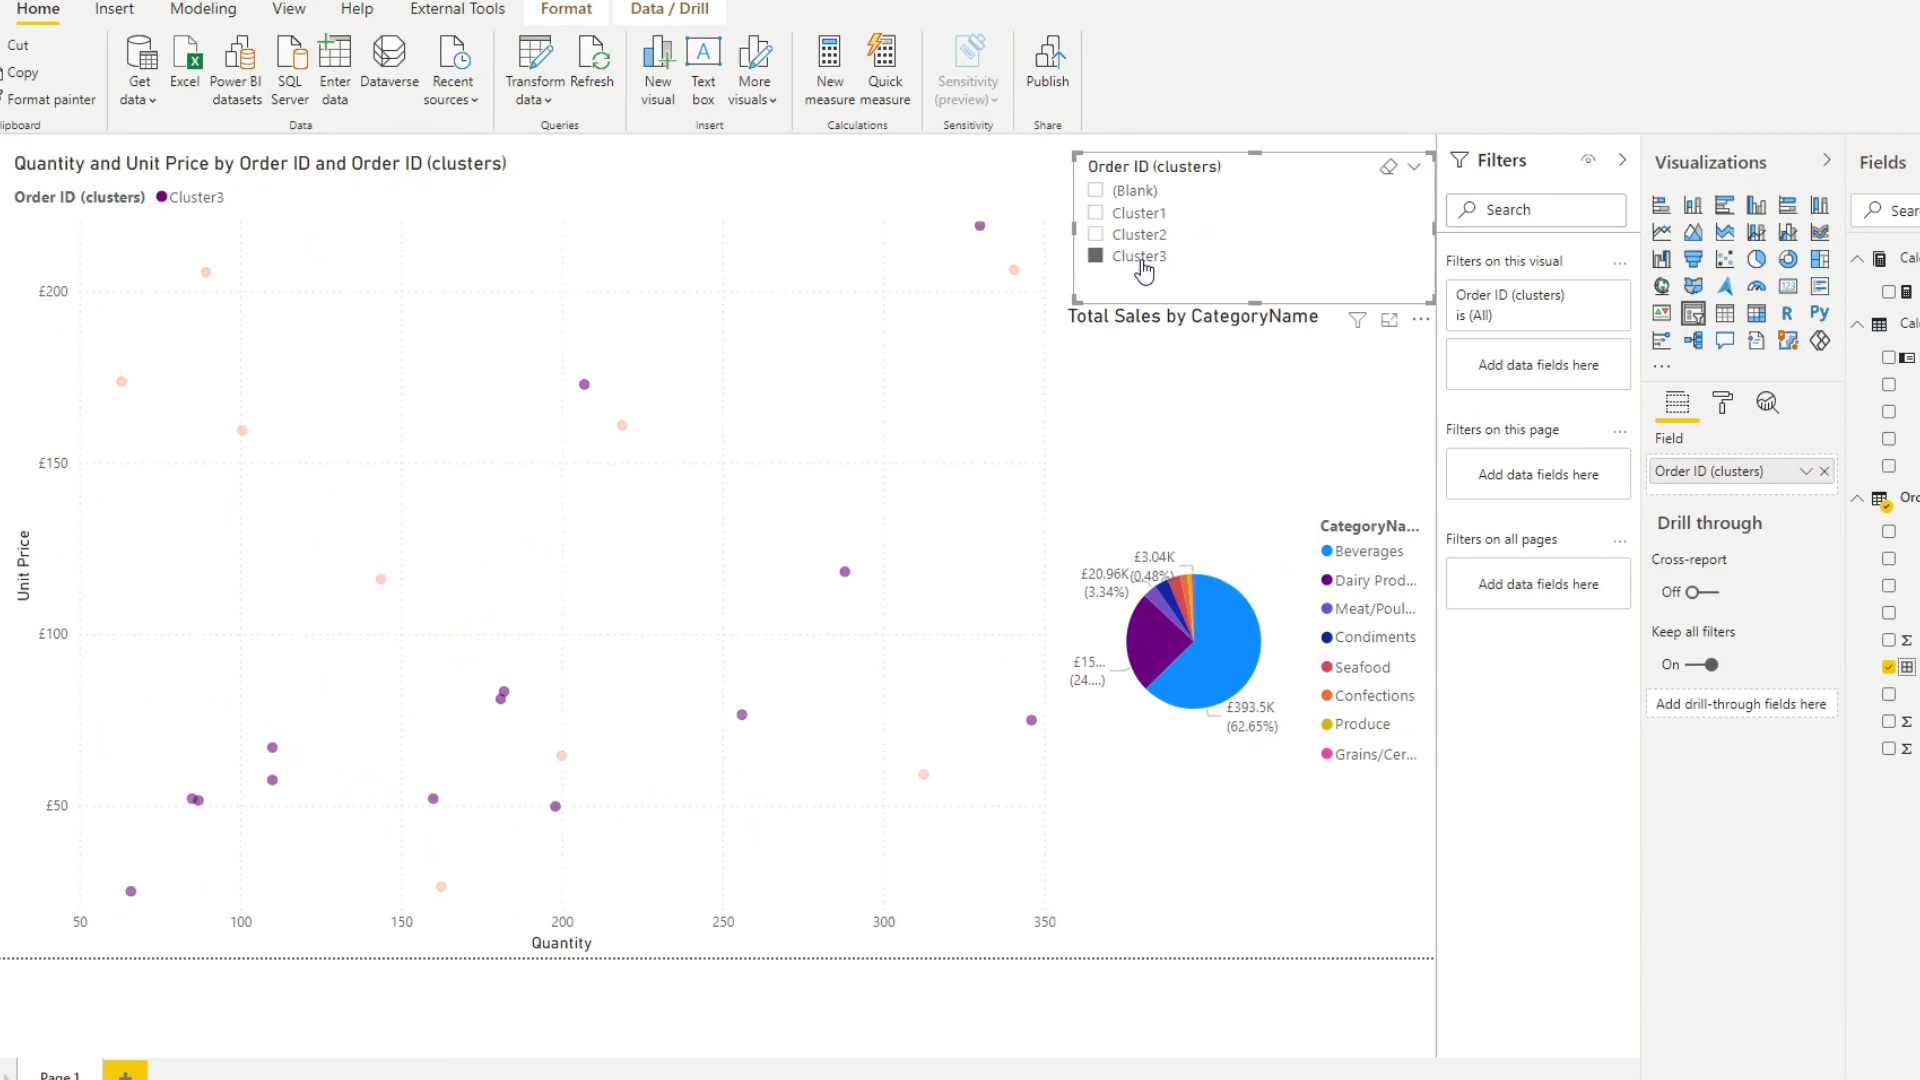 Home Insert Modeling View Help External Tools Format Data / Drill
Cut
Copy
Format painter
Get data
Excel
Power BI datasets
SQL Server
Enter data
Dataverse
Recent sources
Transform data
Refresh
New visual
Text box
More visuals
New measure
Quick measure
Sensitivity (preview)
Publish
lipboard Data Queries Insert Calculations Sensitivity Share
Quantity and Unit Price by Order ID and Order ID (clusters)
Order ID (clusters) Cluster3
£200
£150
£100
£50
Unit Price
50 100 150 200 250 300 350
Quantity
Order ID (clusters)
(Blank)
Cluster1
Cluster2
Cluster3
Total Sales by CategoryName
£3.04K
(0.48%)
£20.96K
(3.34%)
£15...
(24....)
£393.5K
(62.65%)
CategoryNa...
Beverages
Dairy Prod...
Meat/Poul...
Condiments
Seafood
Confections
Produce
Grains/Cer...
Filters
Search
Filters on this visual ...
Order ID (clusters)
is (All)
Add data fields here
Filters on this page ...
Add data fields here
Filters on all pages ...
Add data fields here
Visualizations
R Py
123
...
Field
Order ID (clusters)
Drill through
Cross-report
Off
Keep all filters
On
Add drill-through fields here
Fields
Sear
Cal
Cal
Orc
Σ
Σ
Σ
Page 1
+